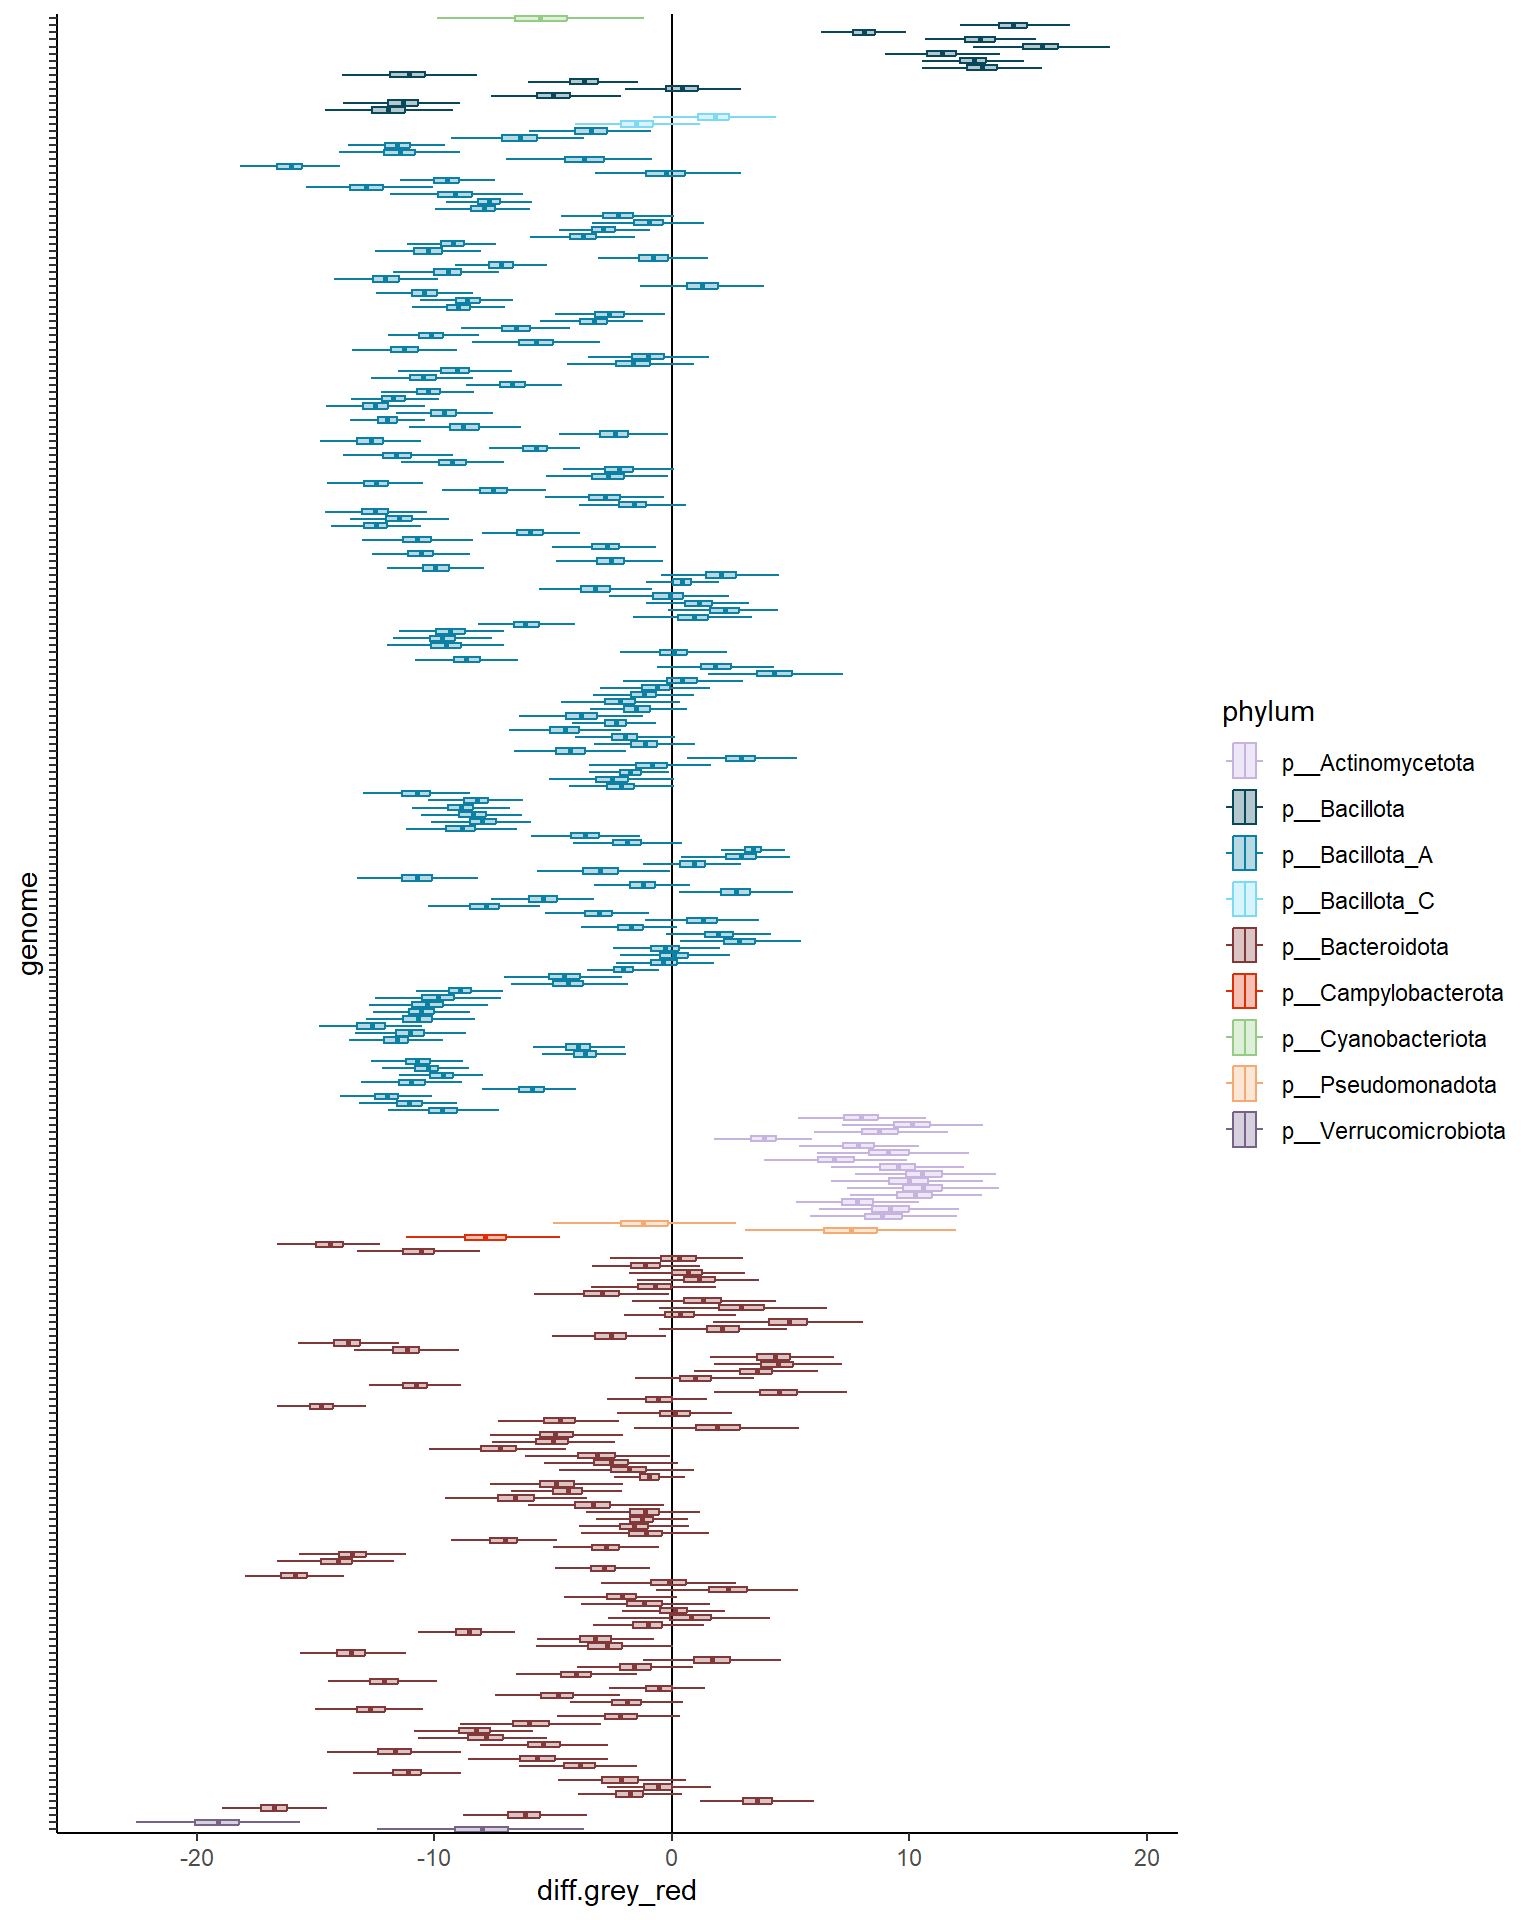 genome
-20
-10
0
10
20
diff.grey_red
phylum
p__Actinomycetota
p__Bacillota
p__Bacillota_A
p__Bacillota_C
p__Bacteroidota
p__Campylobacterota
p__Cyanobacteriota
p__Pseudomonadota
p__Verrucomicrobiota